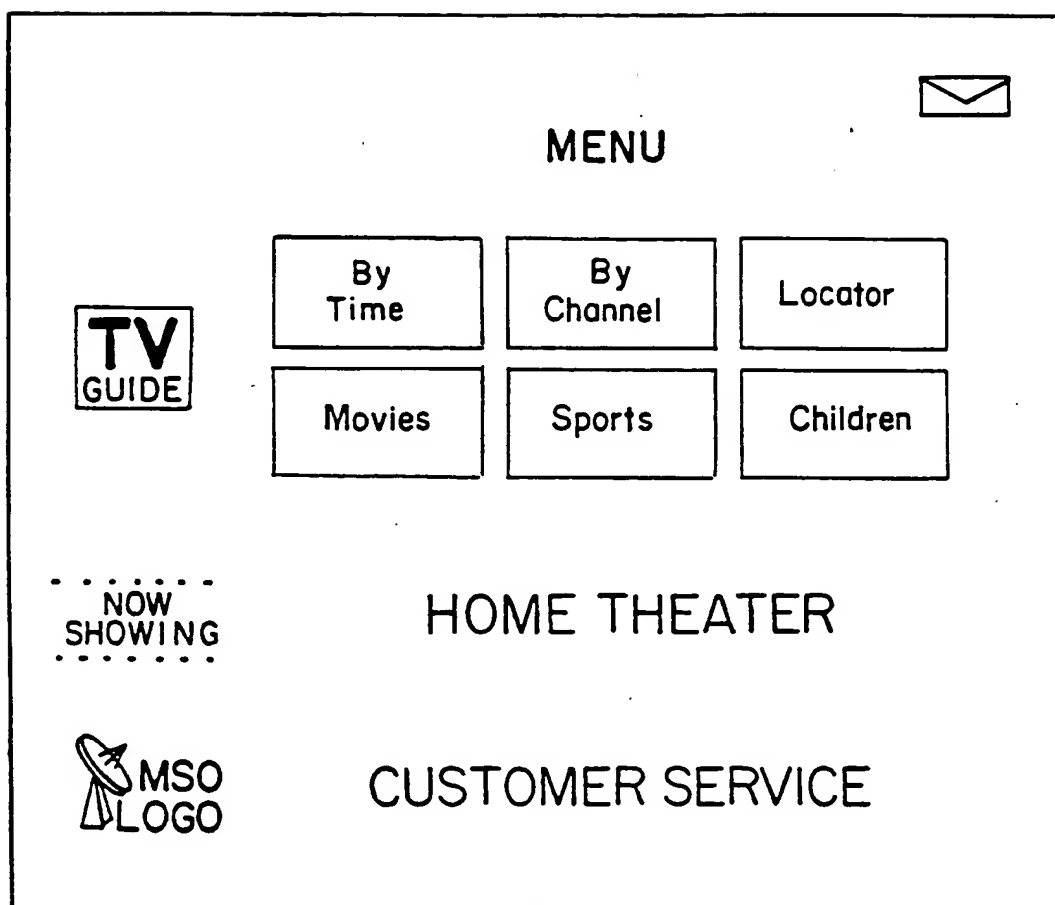 MENU
By
Time
By
Channel
Locator
TV
GUIDE
Movies
Sports
Children
NOW
SHOWING
HOME THEATER
MSO
LOGO
CUSTOMER SERVICE